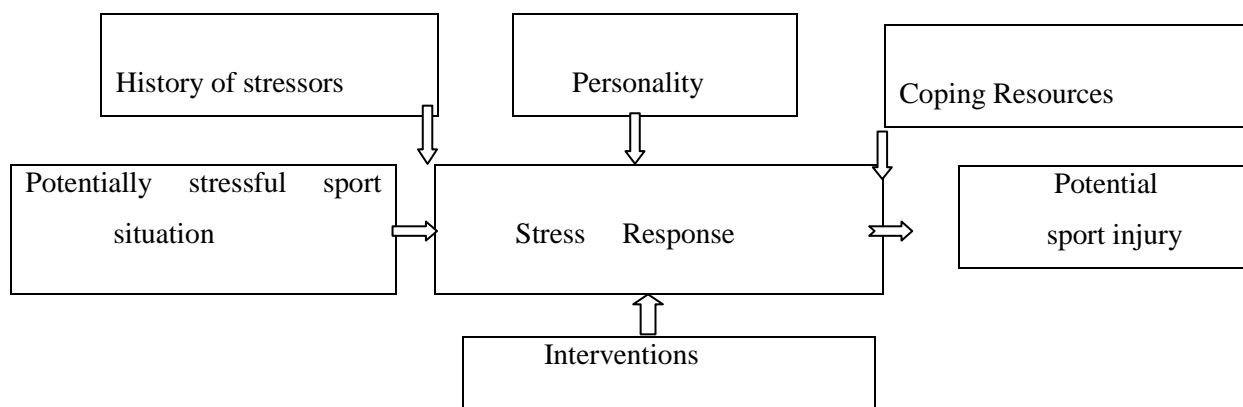 History of stressors
Personality
Coping Resources
Potentially stressful sport
situation
Stress Response
Potential
sport injury
Interventions